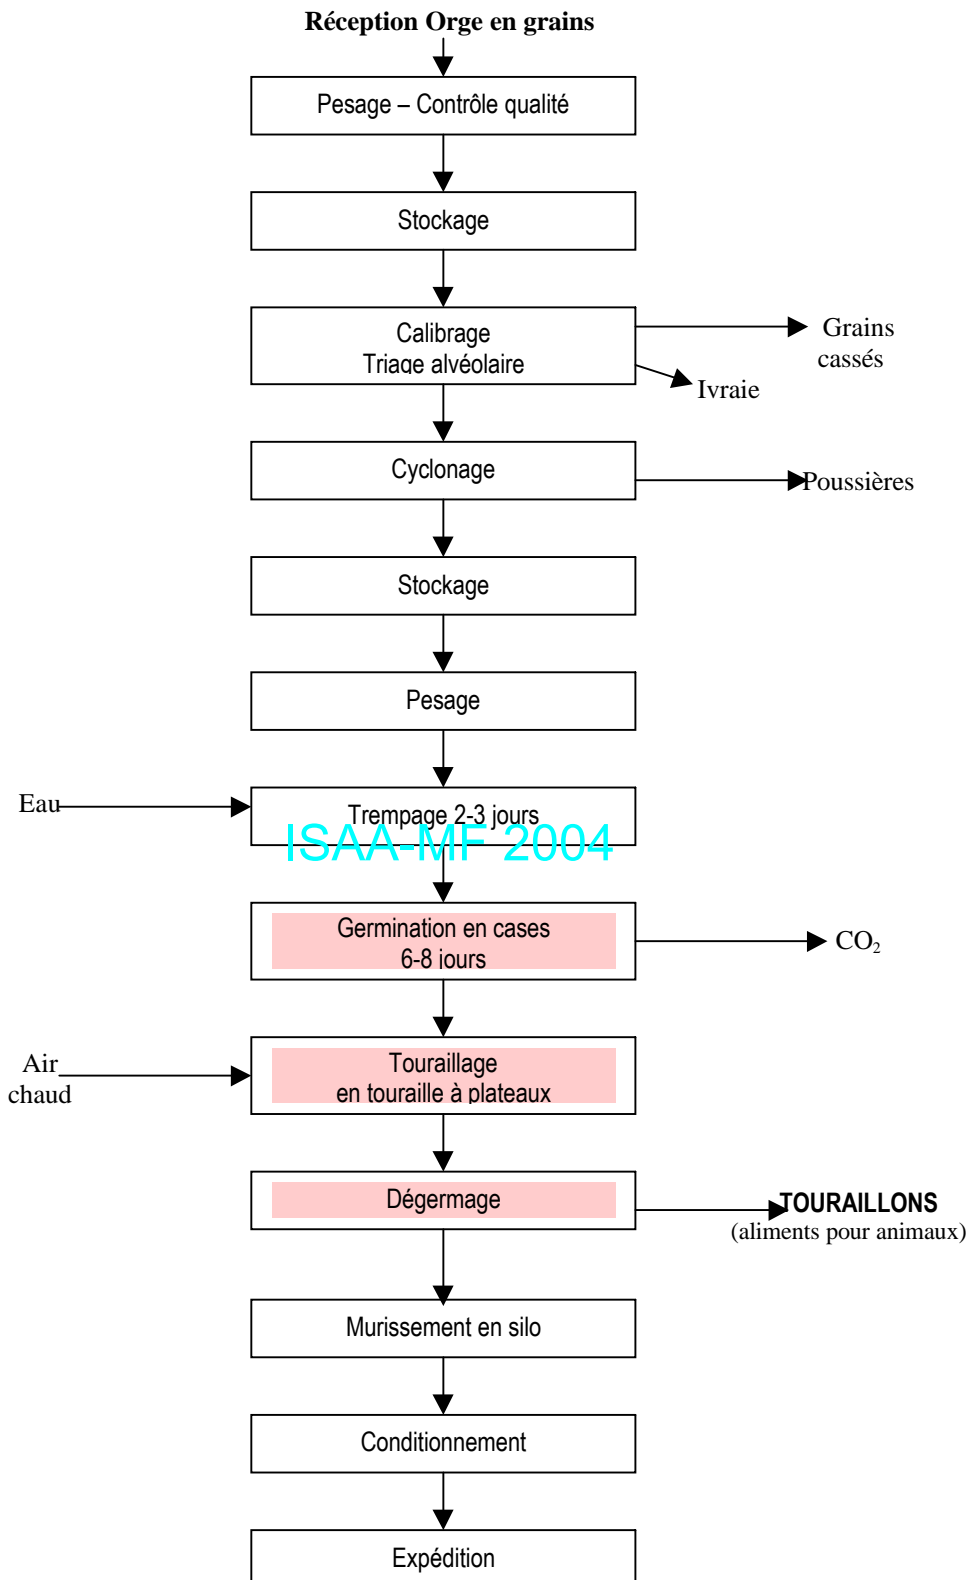 Réception Orge en grains
Pesage – Contrôle qualité
Stockage
Calibrage
Triage alvéolaire
Grains
cassés
Ivraie
Cyclonage
Poussières
Stockage
Pesage
Eau
Trempage 2-3 jours
ISAA-MF 2004
Germination en cases
6-8 jours
CO₂
Air
chaud
Touraillage
en touraille à plateaux
Dégermage
TOURAILLONS
(aliments pour animaux)
Murissement en silo
Conditionnement
Expédition